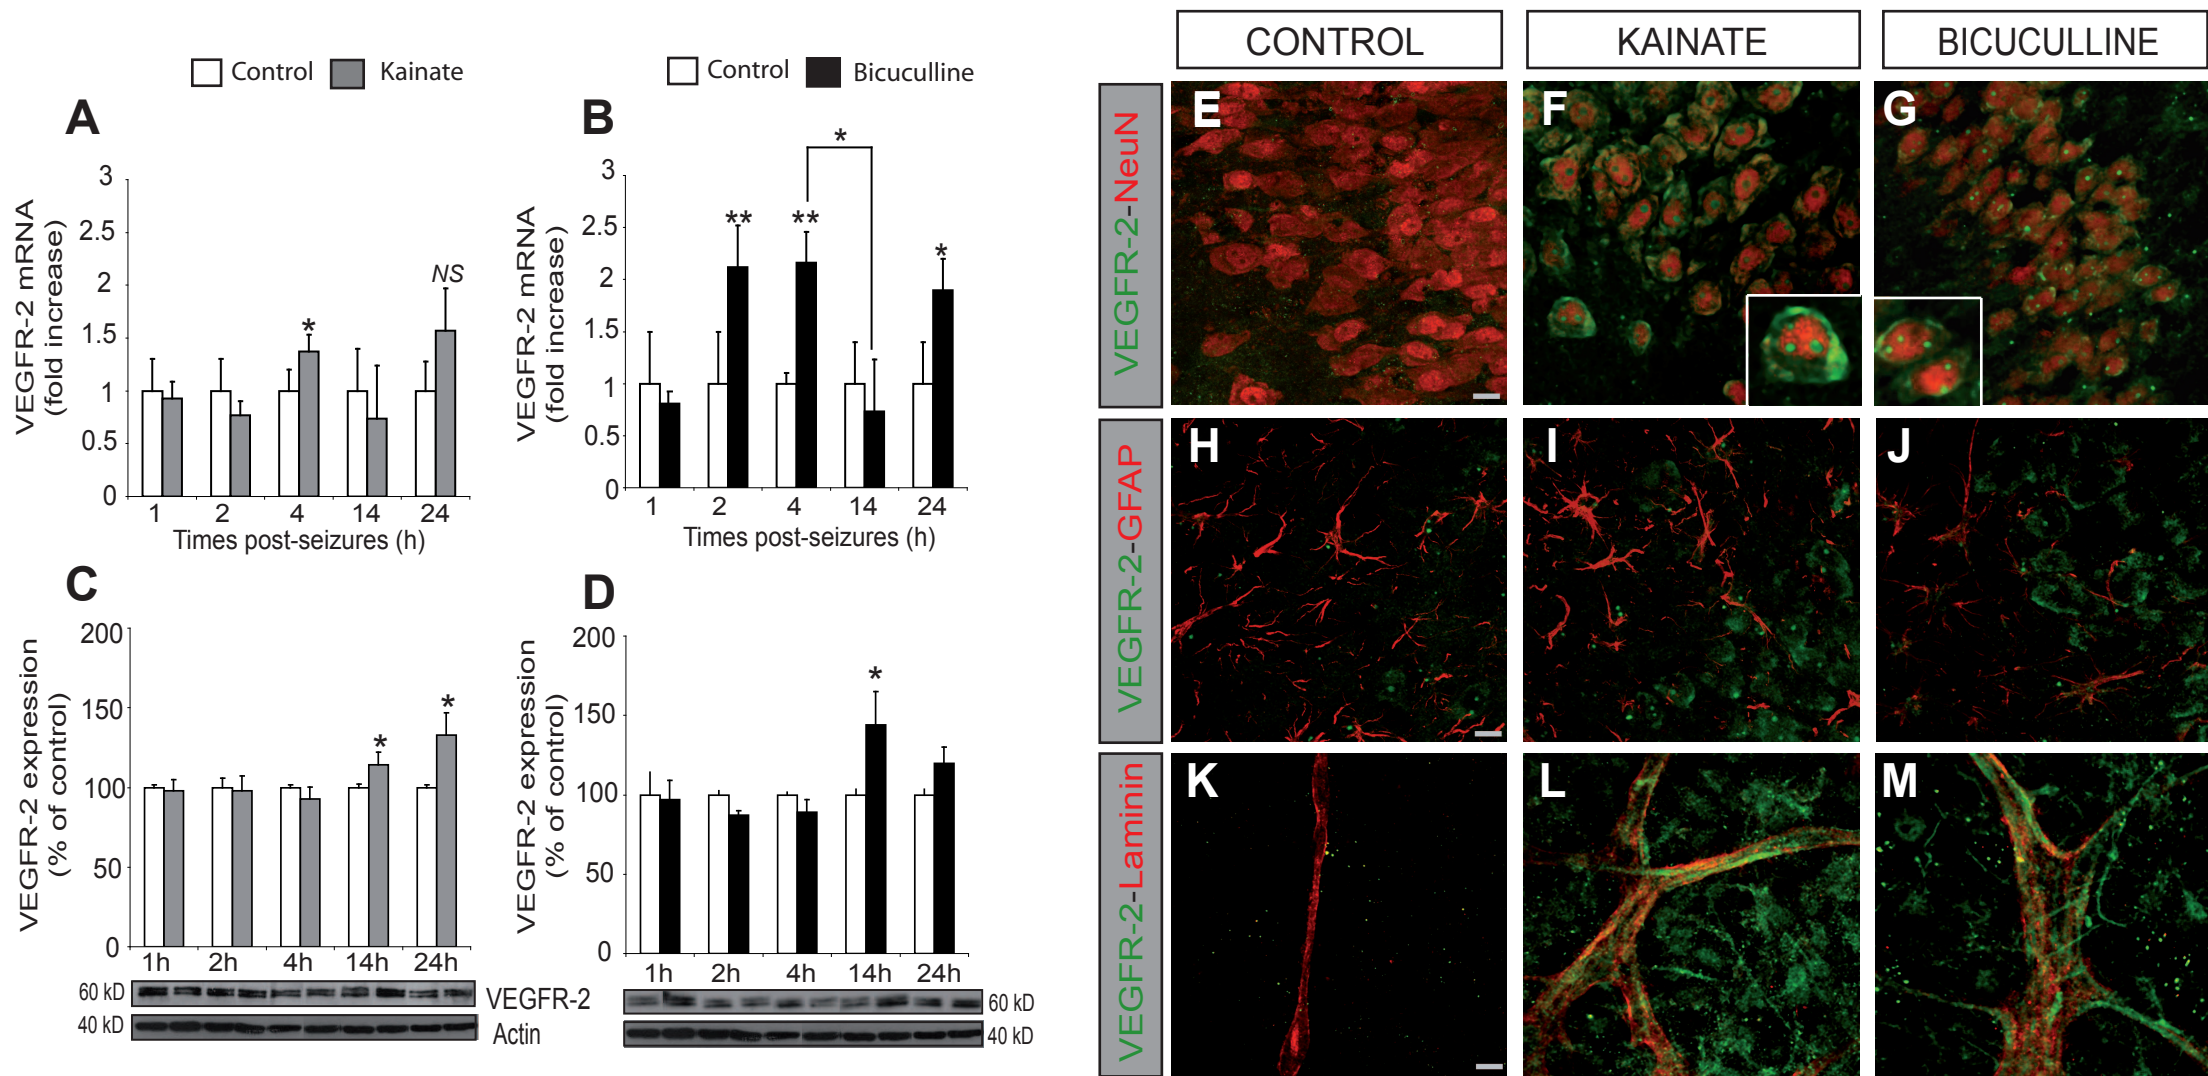 Control Kainate
A
VEGFR-2 mRNA
(fold increase)
3
2.5
2
1.5
1
0.5
0
*
NS
1 2 4 14 24
Times post-seizures (h)
Control Bicuculline
B
VEGFR-2 mRNA
(fold increase)
3
2.5
2
1.5
1
0.5
0
*
** ** *
1 2 4 14 24
Times post-seizures (h)
C
VEGFR-2 expression
(% of control)
200
150
100
50
0
* *
1h 2h 4h 14h 24h
60 kD
40 kD
VEGFR-2
Actin
D
VEGFR-2 expression
(% of control)
200
150
100
50
0
*
1h 2h 4h 14h 24h
60 kD
40 kD
CONTROL KAINATE BICUCULLINE
VEGFR-2-NeuN
E F G
VEGFR-2-GFAP
H I J
VEGFR-2-Laminin
K L M